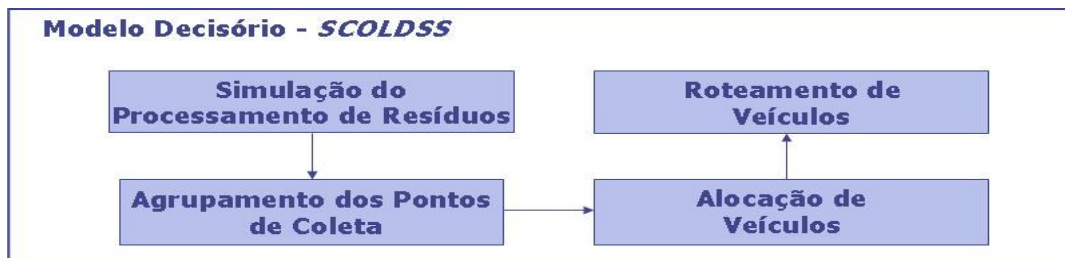 Modelo Decisório - SCOLDSS
Simulação do
Processamento de Resíduos
Agrupamento dos Pontos
de Coleta
Alocação de
Veículos
Roteamento de
Veículos